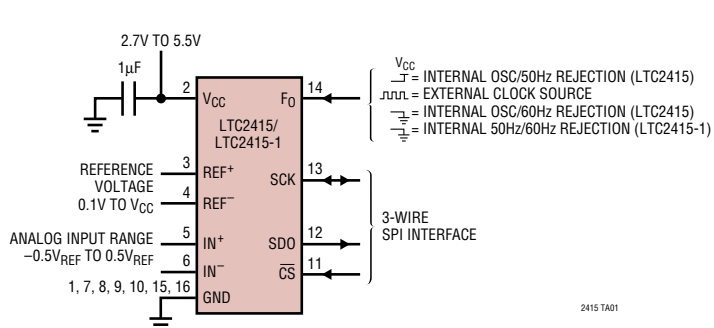 2.7V TO 5.5V
1µF
2
VCC
LTC2415/
LTC2415-1
FO
14
VCC
= INTERNAL OSC/50Hz REJECTION (LTC2415)
= EXTERNAL CLOCK SOURCE
= INTERNAL OSC/60Hz REJECTION (LTC2415)
= INTERNAL 50Hz/60Hz REJECTION (LTC2415-1)
REFERENCE
VOLTAGE
0.1V TO VCC
3
REF+
4
REF−
SCK
13
ANALOG INPUT RANGE
−0.5VREF TO 0.5VREF
5
IN+
6
IN−
SDO
12
CS
11
3-WIRE
SPI INTERFACE
1, 7, 8, 9, 10, 15, 16
GND
2415 TA01